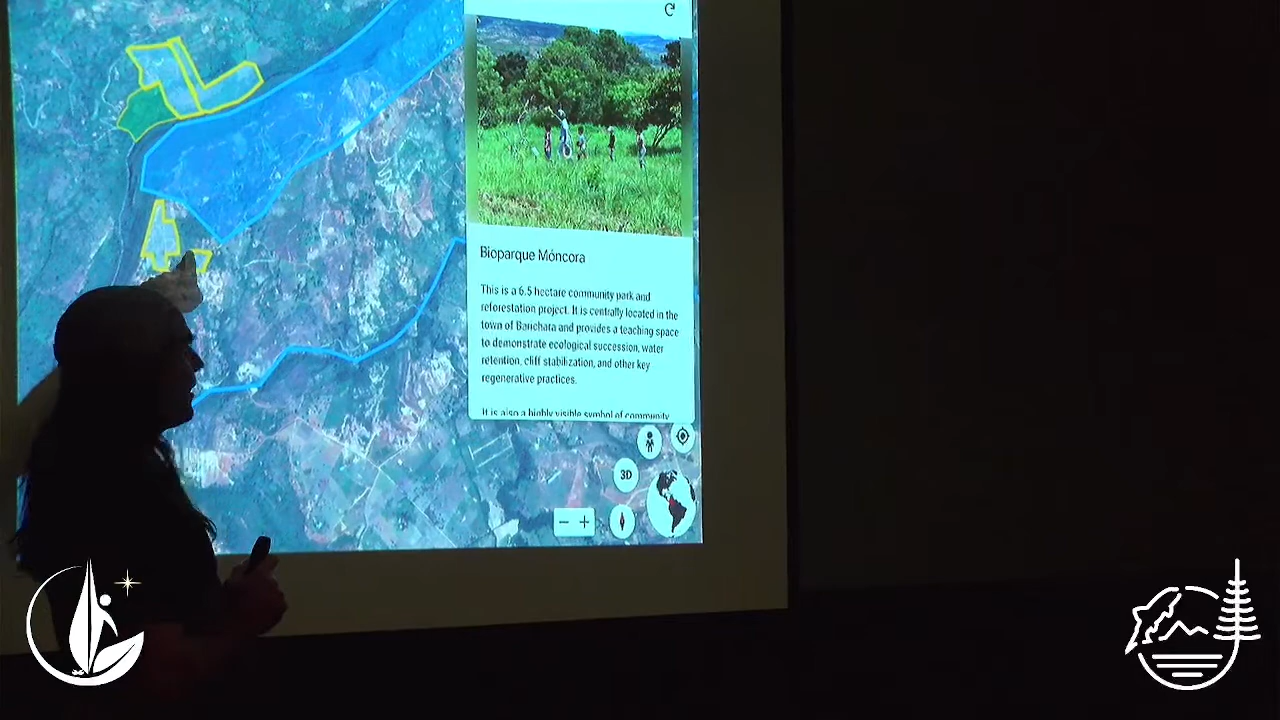 Bioparque Móncora
This is a 6.5 hectare community park and
reforestation project. It is centrally located in the
town of Barichara and provides a teaching space
to demonstrate ecological succession, water
retention, cliff stabilization, and other key
regenerative practices.
It is also a highly visible symbol of community
3D